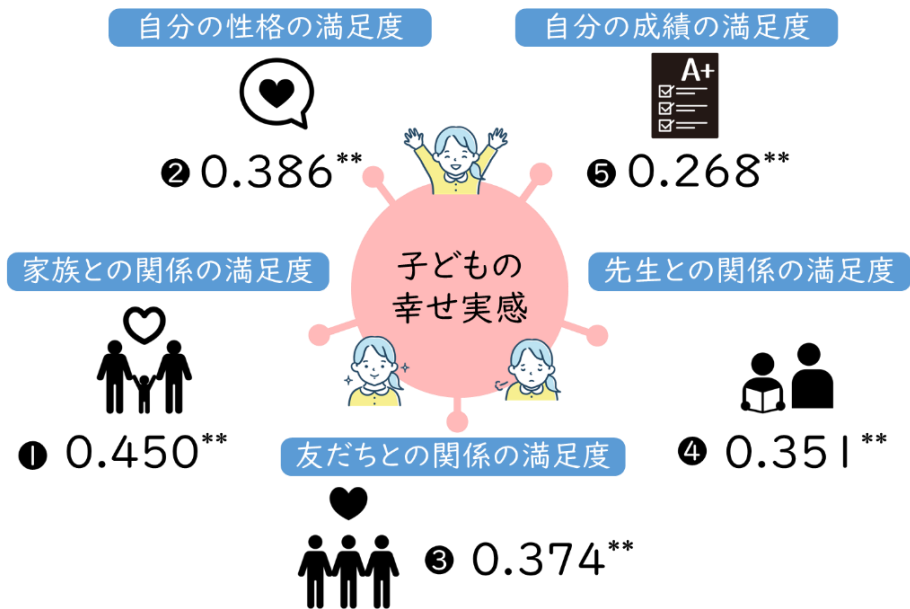 自分の性格の満足度
❷ 0.386**
自分の成績の満足度
A+
❺ 0.268**
子どもの
幸せ実感
家族との関係の満足度
❶ 0.450**
先生との関係の満足度
❹ 0.351**
友だちとの関係の満足度
❸ 0.374**